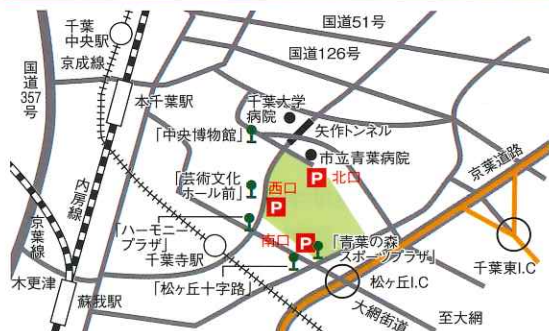 国道51号
千葉
中央駅
国道126号
京成線
国道
357
号
本千葉駅
千葉大学
病院
矢作トンネル
「中央博物館」
市立青葉病院
京葉道路
P
北口
「芸術文化
ホール前」
西口
P
内房線
「ハーモニー
プラザ」
南口
P
「青葉の森
スポーツプラザ」
京葉線
千葉寺駅
千葉東I.C
木更津
「松ヶ丘十字路」
松ヶ丘I.C
蘇我駅
大網街道
至大網